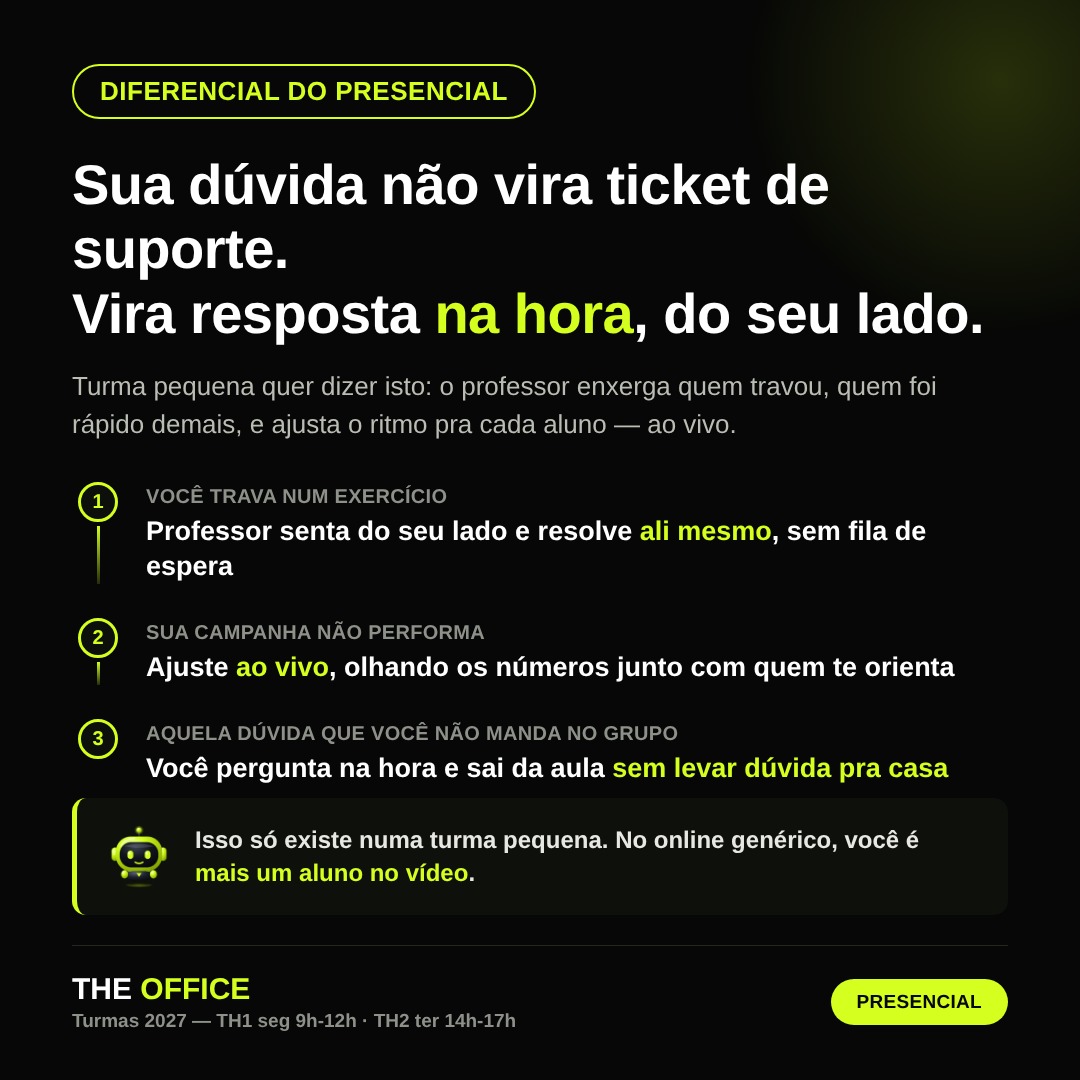 DIFERENCIAL DO PRESENCIAL
Sua dúvida não vira ticket de
suporte.
Vira resposta na hora, do seu lado.
Turma pequena quer dizer isto: o professor enxerga quem travou, quem foi
rápido demais, e ajusta o ritmo pra cada aluno — ao vivo.
1
VOCÊ TRAVA NUM EXERCÍCIO
Professor senta do seu lado e resolve ali mesmo, sem fila de
espera
2
SUA CAMPANHA NÃO PERFORMA
Ajuste ao vivo, olhando os números junto com quem te orienta
3
AQUELA DÚVIDA QUE VOCÊ NÃO MANDA NO GRUPO
Você pergunta na hora e sai da aula sem levar dúvida pra casa
Isso só existe numa turma pequena. No online genérico, você é
mais um aluno no vídeo.
THE OFFICE
Turmas 2027 — TH1 seg 9h-12h · TH2 ter 14h-17h
PRESENCIAL